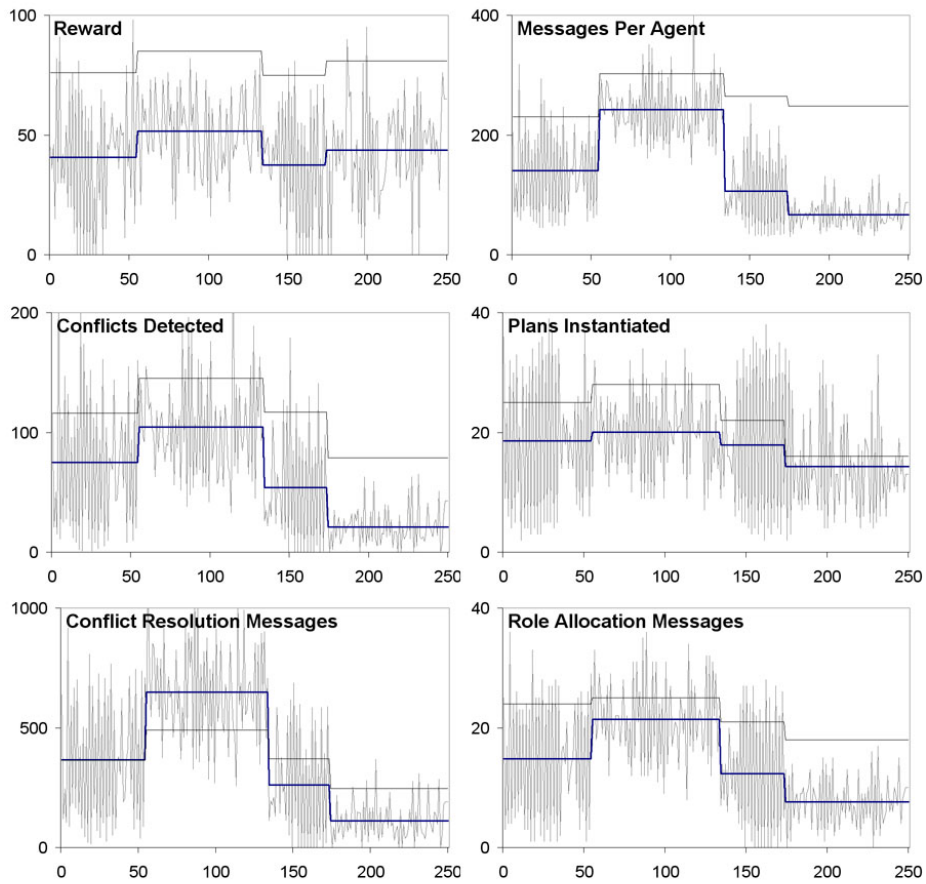 Reward
100
50
0
0 50 100 150 200 250
Messages Per Agent
400
200
0
0 50 100 150 200 250
Conflicts Detected
200
100
0
0 50 100 150 200 250
Plans Instantiated
40
20
0
0 50 100 150 200 250
Conflict Resolution Messages
1000
500
0
0 50 100 150 200 250
Role Allocation Messages
40
20
0
0 50 100 150 200 250